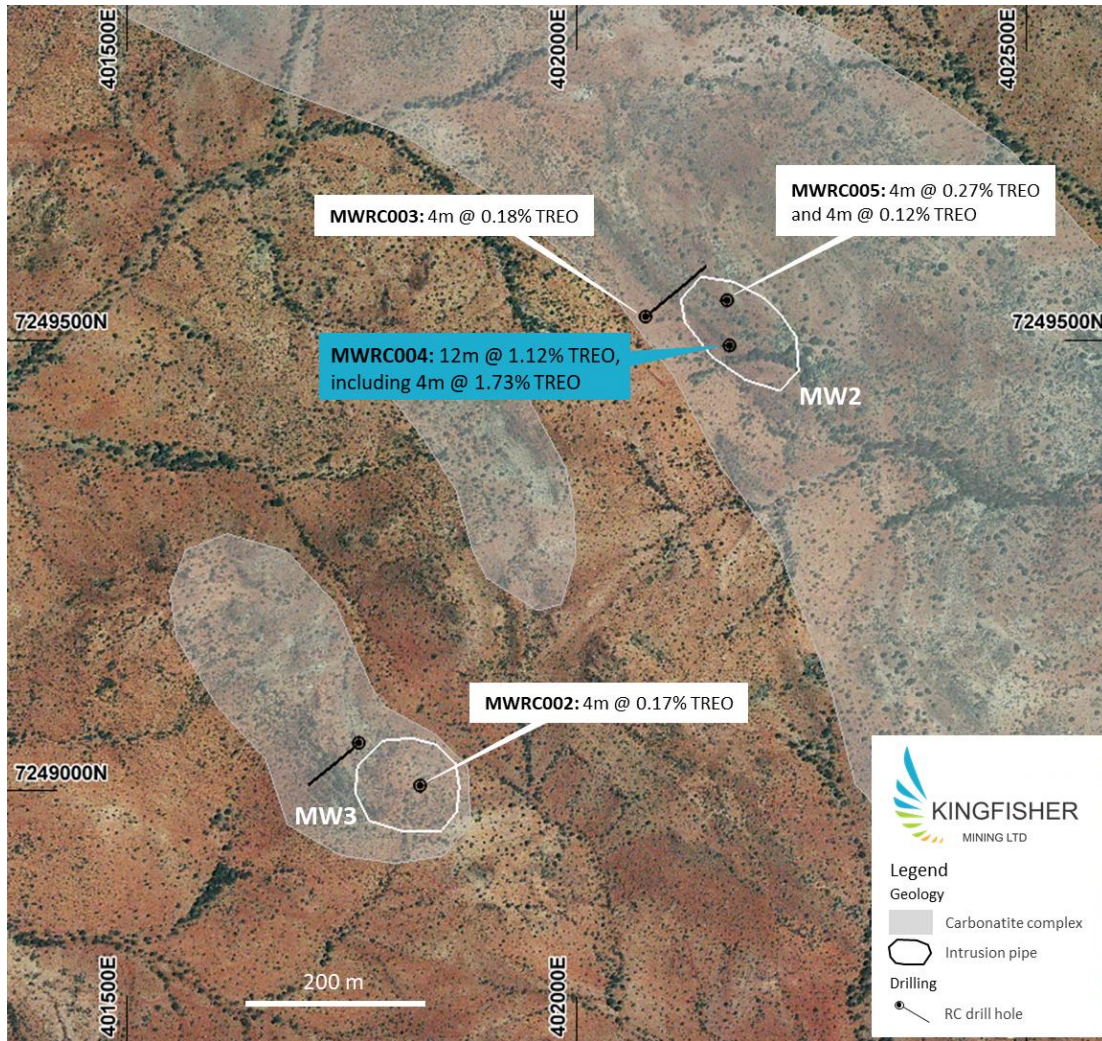 401500E
402000E
402500E
MWRC005: 4m @ 0.27% TREO
and 4m @ 0.12% TREO
MWRC003: 4m @ 0.18% TREO
7249500N
7249500N
MWRC004: 12m @ 1.12% TREO,
including 4m @ 1.73% TREO
MW2
MWRC002: 4m @ 0.17% TREO
7249000N
MW3
KINGFISHER
MINING LTD
Legend
Geology
Carbonatite complex
Intrusion pipe
Drilling
RC drill hole
200 m
401500E
402000E